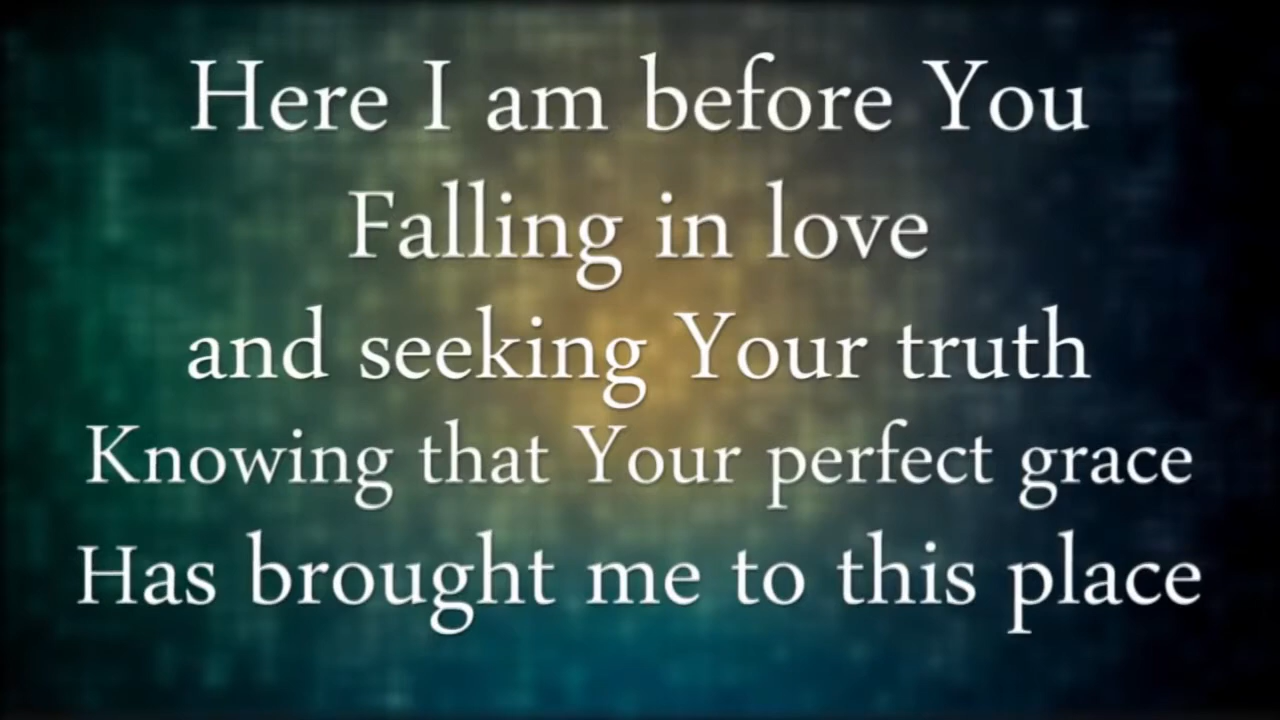 Here I am before You
Falling in love
and seeking Your truth
Knowing that Your perfect grace
Has brought me to this place